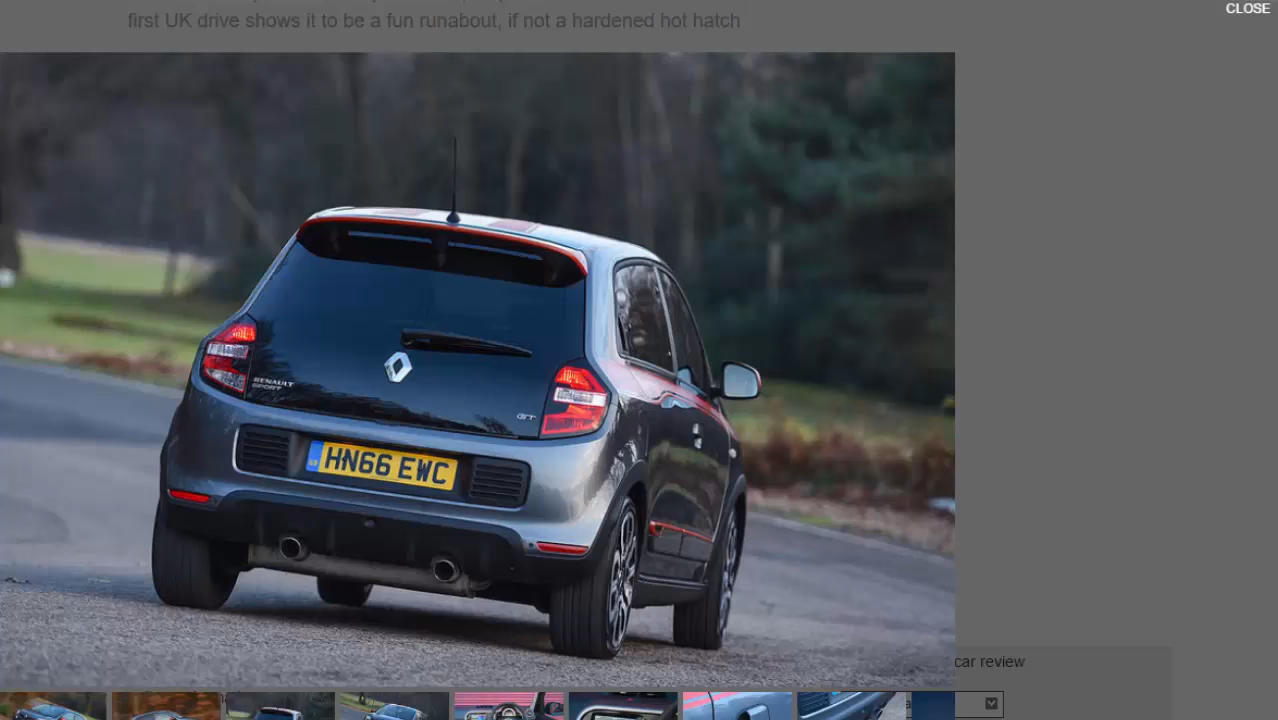 first UK drive shows it to be a fun runabout, if not a hardened hot hatch
CLOSE
RENAULT
SPORT
GT
HN66 EWC
car review